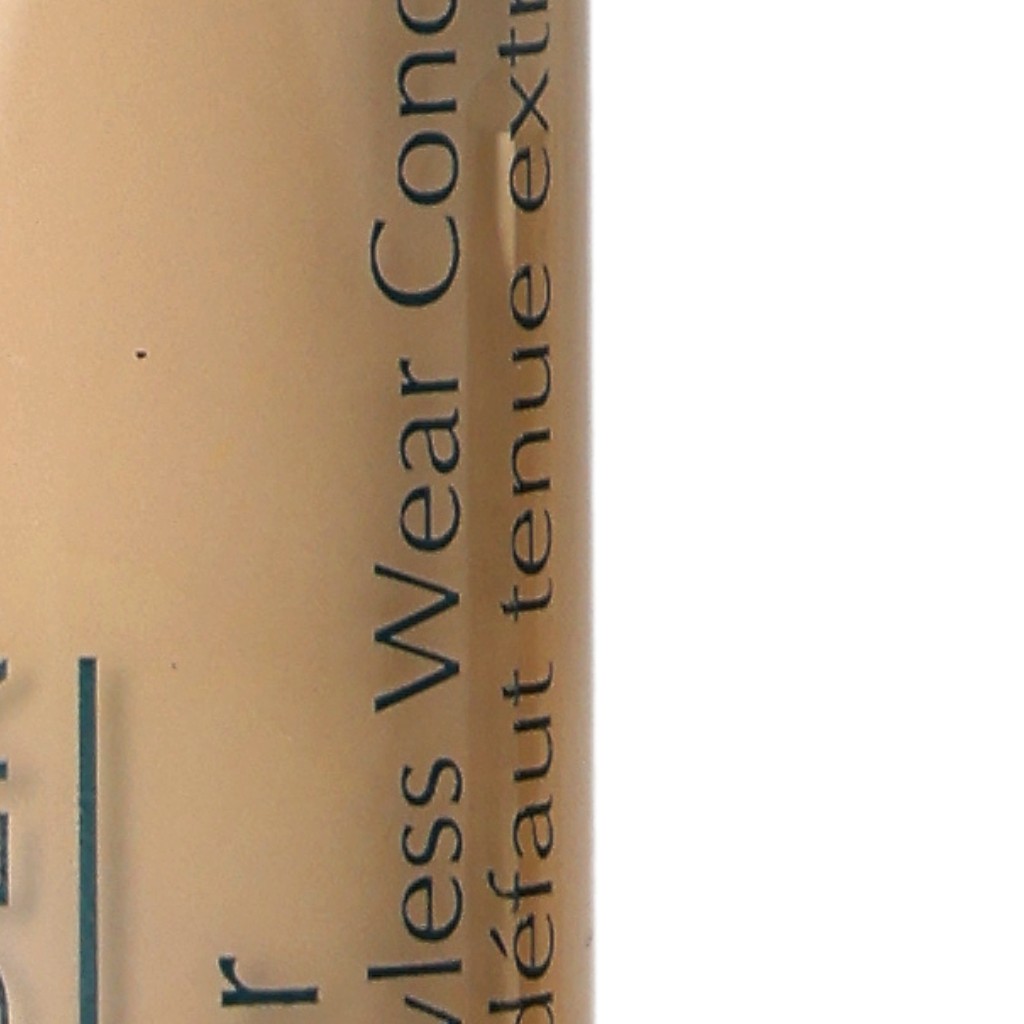 r
less Wear Conc
défaut tenue extr